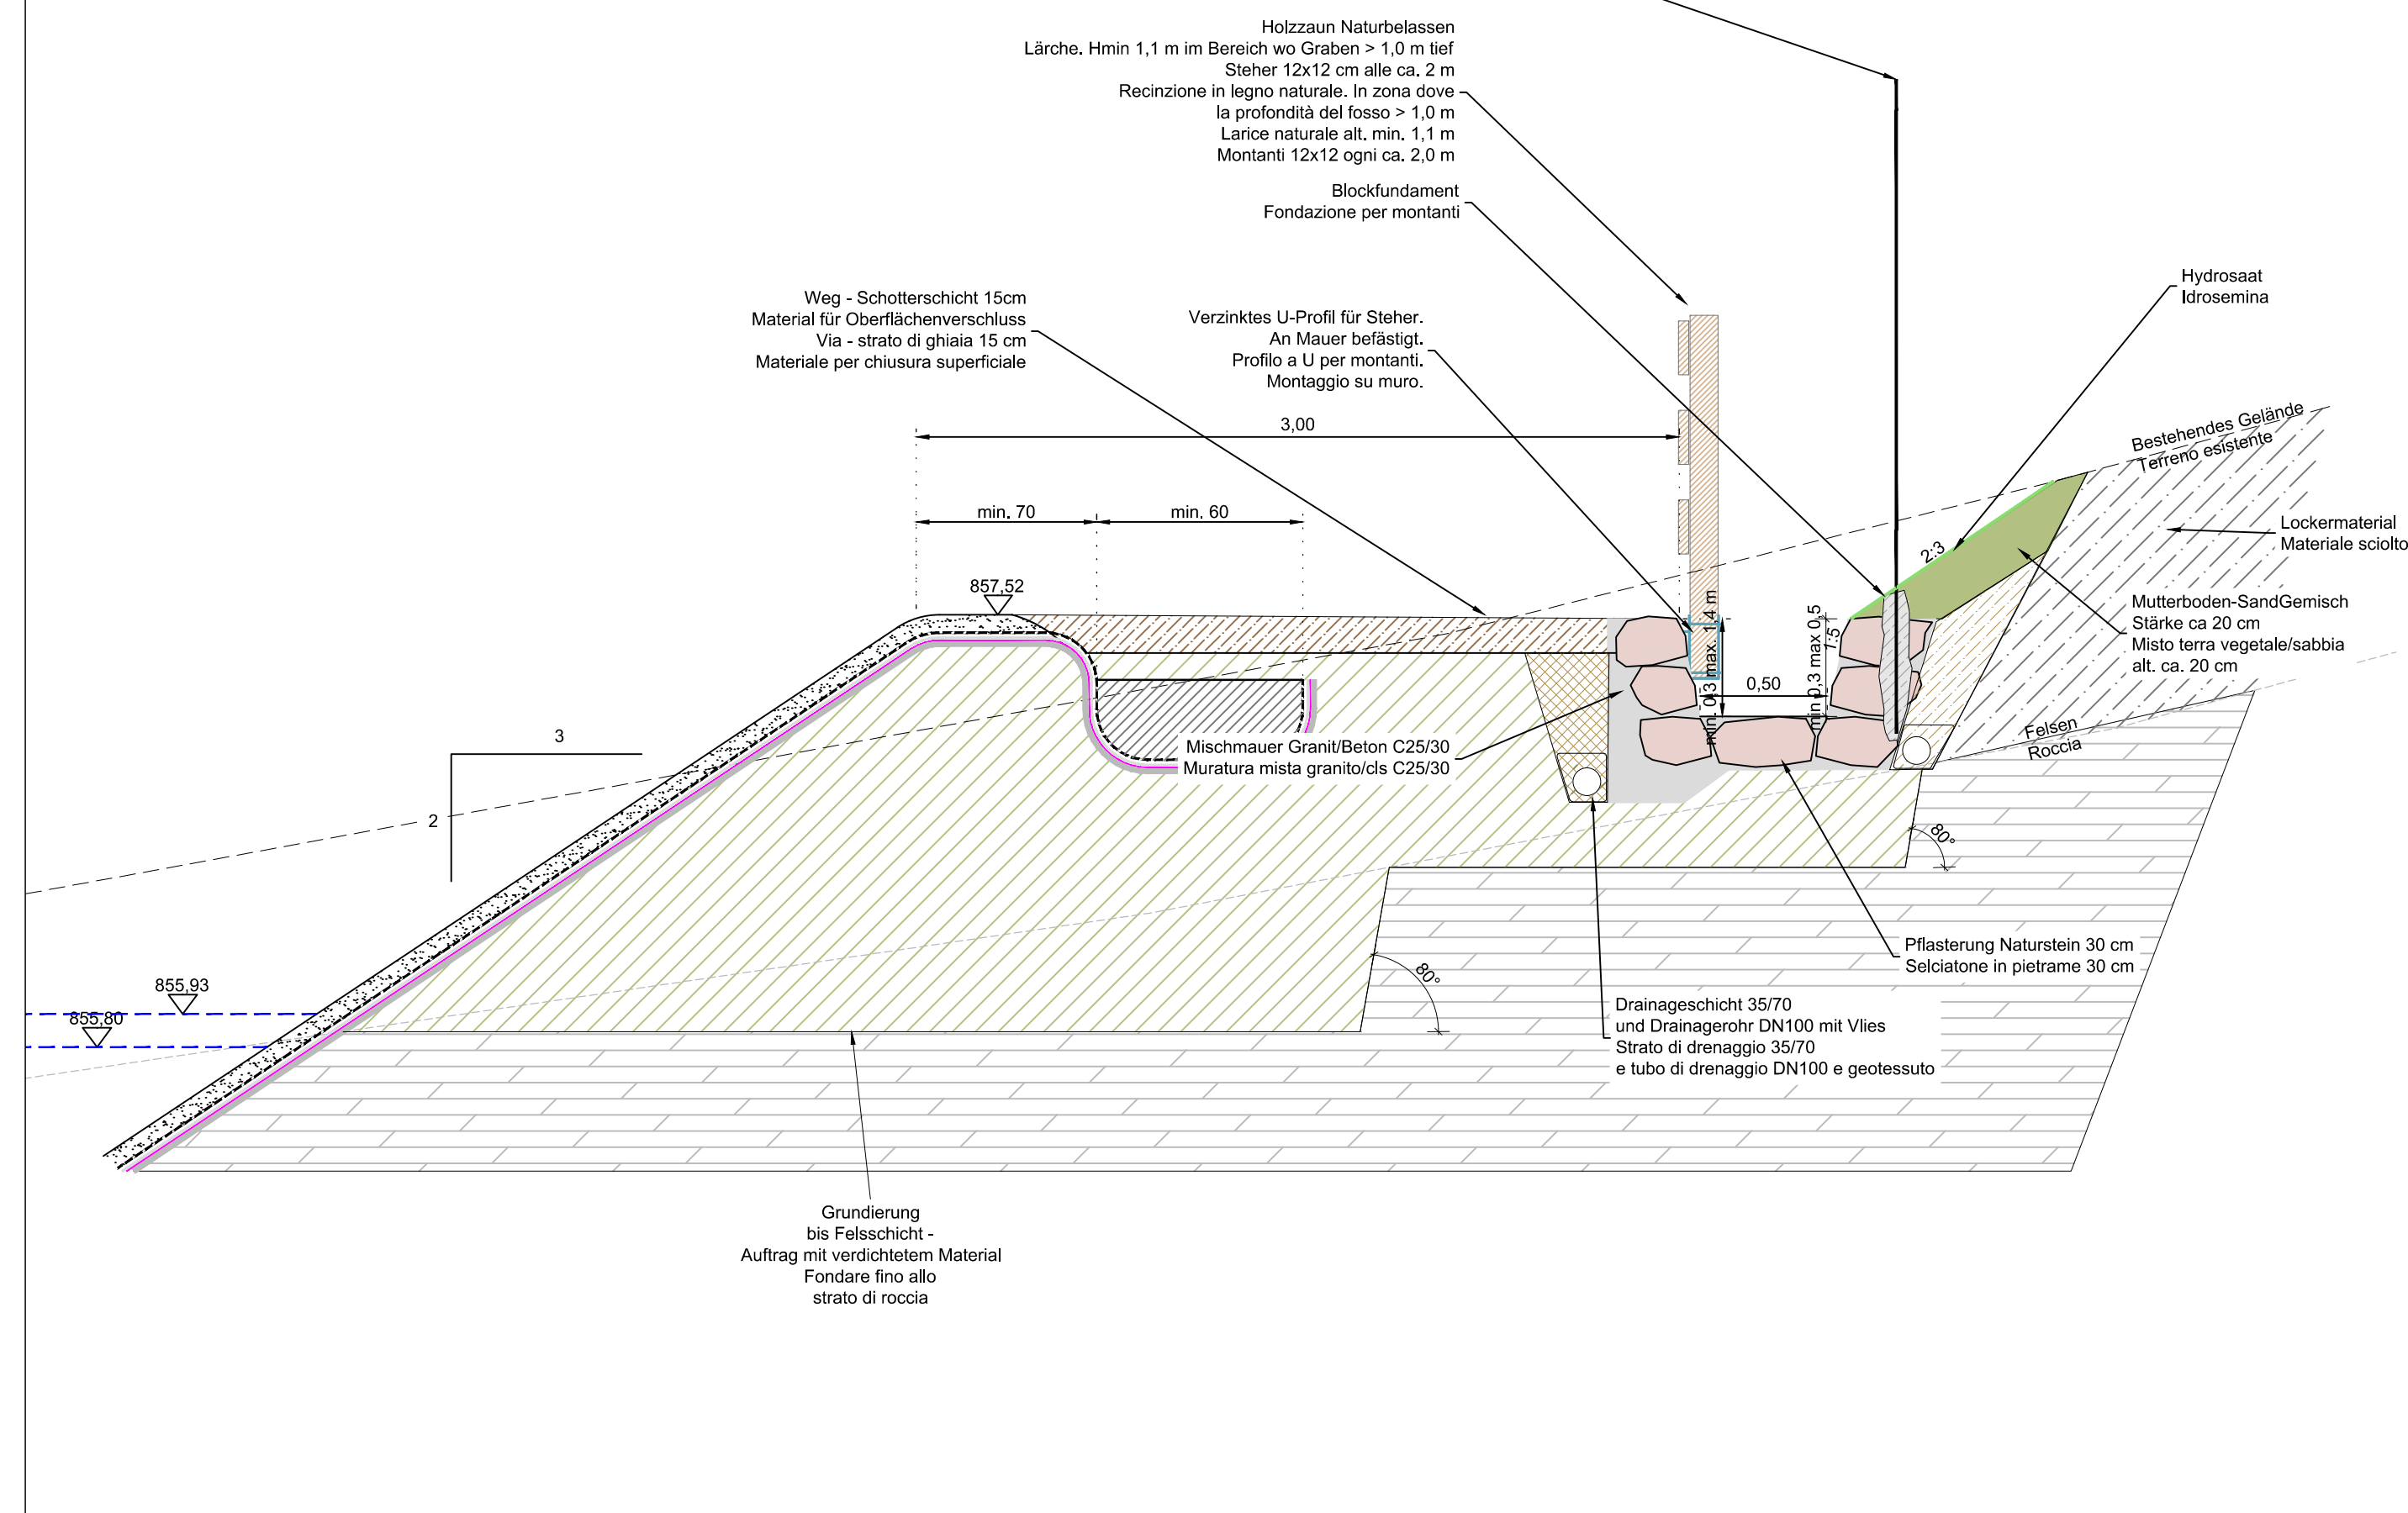 Holzzaun Naturbelassen
Lärche. Hmin 1,1 m im Bereich wo Graben > 1,0 m tief
Steher 12x12 cm alle ca. 2 m
Recinzione in legno naturale. In zona dove
la profondità del fosso > 1,0 m
Larice naturale alt. min. 1,1 m
Montanti 12x12 ogni ca. 2,0 m
Blockfundament
Fondazione per montanti
Hydrosaat
Idrosemina
Weg - Schotterschicht 15cm
Material für Oberflächenverschluss
Via - strato di ghiaia 15 cm
Materiale per chiusura superficiale
Verzinktes U-Profil für Steher.
An Mauer befästigt.
Profilo a U per montanti.
Montaggio su muro.
3,00
Bestehendes Gelände
Terreno esistente
min. 70
min. 60
Lockermaterial
Materiale sciolto
2:3
857,52
Mutterboden-SandGemisch
Stärke ca 20 cm
Misto terra vegetale/sabbia
alt. ca. 20 cm
min. 0,3 max. 1,4 m
min 0,3 max 0,5
1:5
0,50
Felsen
Roccia
3
2
Mischmauer Granit/Beton C25/30
Muratura mista granito/cls C25/30
80°
80°
Pflasterung Naturstein 30 cm
Selciatone in pietrame 30 cm
855,93
855,80
Drainageschicht 35/70
und Drainagerohr DN100 mit Vlies
Strato di drenaggio 35/70
e tubo di drenaggio DN100 e geotessuto
Grundierung
bis Felsschicht -
Auftrag mit verdichtetem Material
Fondare fino allo
strato di roccia